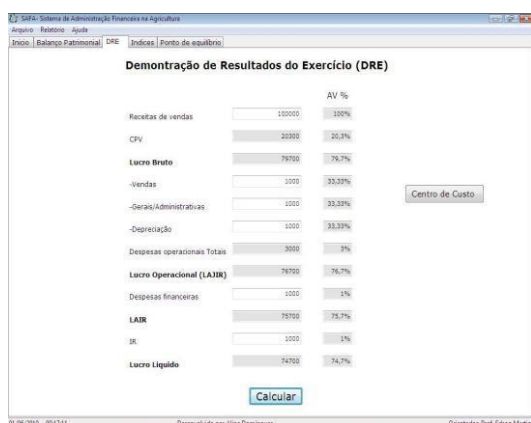 SAFA- Sistema de Administração Financeira na Agricultura
Arquivo Relatório Ajuda
Inicio Balanço Patrimonial DRE Indices Ponto de equilíbrio
Demontração de Resultados do Exercício (DRE)
AV %
Receitas de vendas 100000 100%
CPV 20300 20,3%
Lucro Bruto 79700 79,7%
-Vendas 1000 33,33%
Centro de Custo
-Gerais/Administrativas 1000 33,33%
-Depreciação 1000 33,33%
Despesas operacionais Totais 3000 3%
Lucro Operacional (LAJIR) 76700 76,7%
Despesas financeiras 1000 1%
LAIR 75700 75,7%
IR 1000 1%
Lucro Liquido 74700 74,7%
Calcular